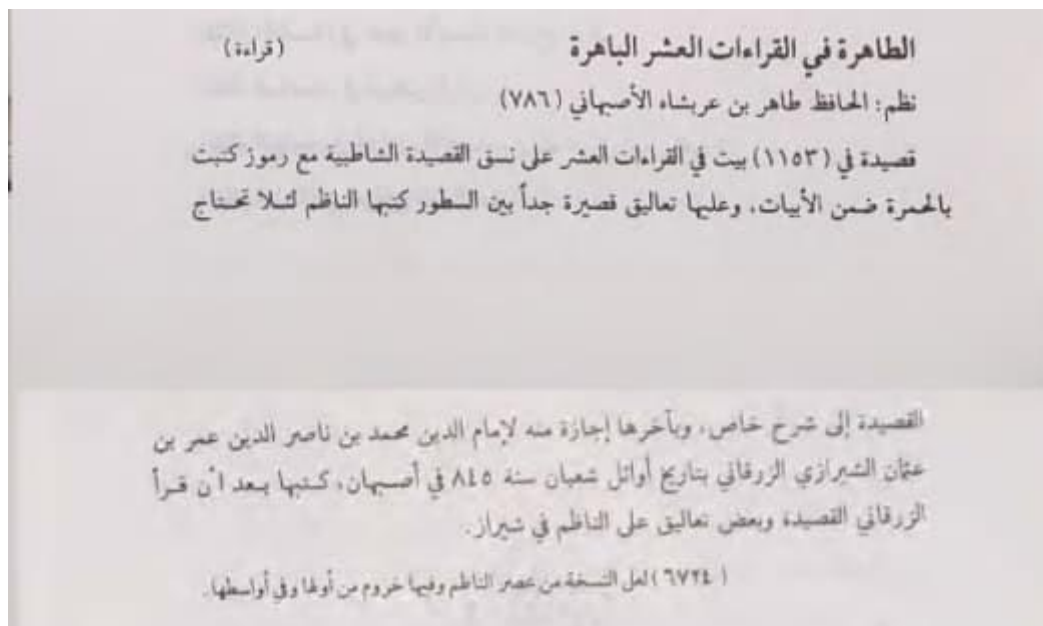 الطاهرة في القراءات العشر الباهرة (قراءة)
نظم: الحافظ طاهر بن عربشاه الأصبهاني (٧٨٦)
قصيدة في (١١٥٣) بيت في القراءات العشر على نسق القصيدة الشاطبية مع رموز كتبت
بالحمرة ضمن الأبيات، وعليها تعاليق قصيرة جداً بين السطور كتبها الناظم لئلا تحتاج
القصيدة إلى شرح خاص، وبآخرها إجازة منه لإمام الدين محمد بن ناصر الدين عمر بن
عثمان الشيرازي الزرقاني بتاريخ أوائل شعبان سنة ٨٤٥ في أصبهان، كتبها بعد أن قرأ
الزرقاني القصيدة وبعض تعاليق على الناظم في شيراز.
(٦٧٢٤) لعل النسخة من عصر الناظم وفيها خروم من أولها وفي أواسطها.